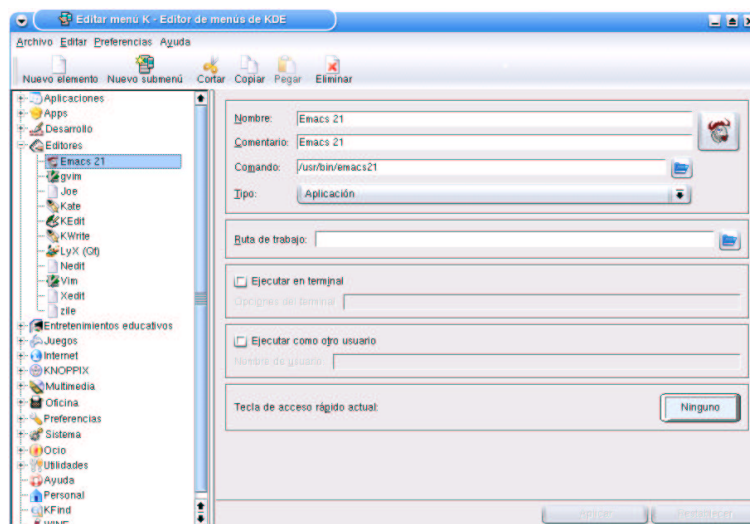 Editar menu K - Editor de menús de KDE
Archivo Editar Preferencias Ayuda
Nuevo elemento Nuevo submenú Cortar Copiar Pegar Eliminar
Aplicaciones
Apps
Desarrollo
Editores
Emacs 21
gvim
Joe
Kate
KEdit
KWrite
LyX (Qt)
Nedit
Vim
Xedit
zile
Entretenimientos educativos
Juegos
Internet
KNOPPIX
Multimedia
Oficina
Preferencias
Sistema
Ocio
Utilidades
Ayuda
Personal
KFind
WINE
Nombre: Emacs 21
Comentario: Emacs 21
Comando: /usr/bin/emacs21
Tipo: Aplicación
Ruta de trabajo:
Ejecutar en terminal
Opciones del terminal:
Ejecutar como otro usuario
Nombre de usuario:
Tecla de acceso rápido actual: Ninguno
Aplicar Restablecer